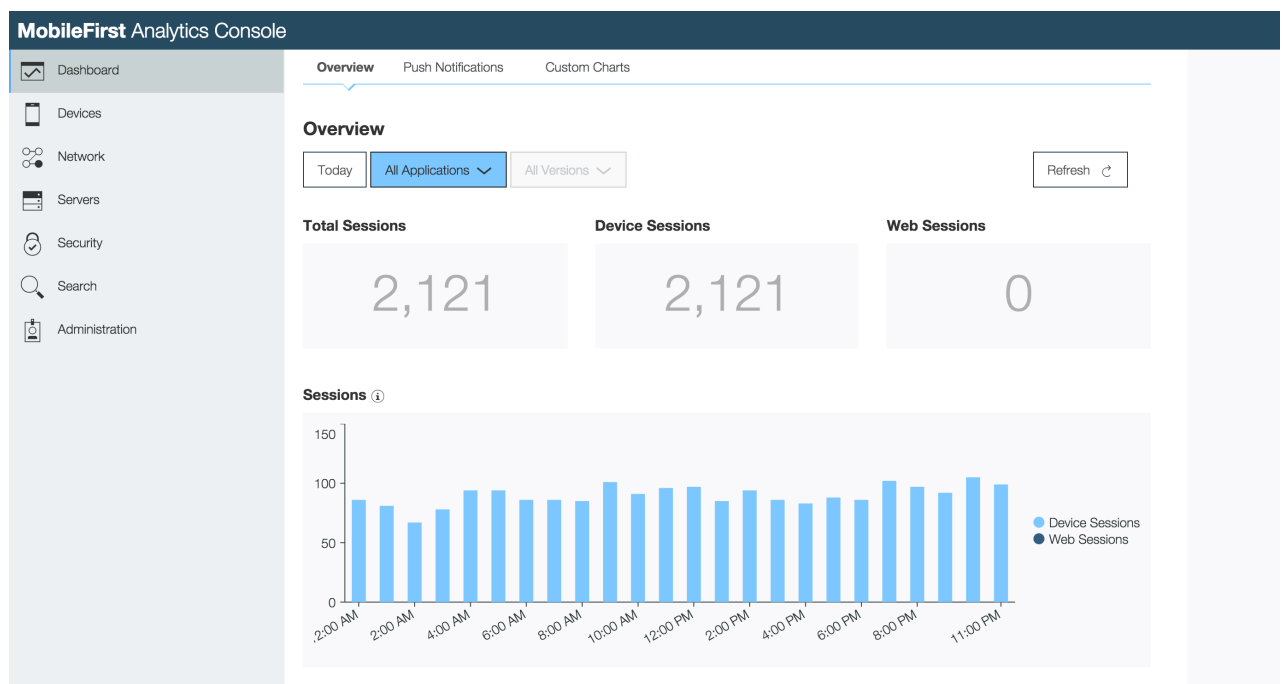 MobileFirst Analytics Console
Dashboard
Devices
Network
Servers
Security
Search
Administration
Overview Push Notifications Custom Charts
Overview
Today All Applications All Versions Refresh
Total Sessions Device Sessions Web Sessions
2,121 2,121 0
Sessions i
150
100
50
0
2:00 AM 2:00 AM 4:00 AM 6:00 AM 8:00 AM 10:00 AM 12:00 PM 2:00 PM 4:00 PM 6:00 PM 8:00 PM 11:00 PM
Device Sessions
Web Sessions